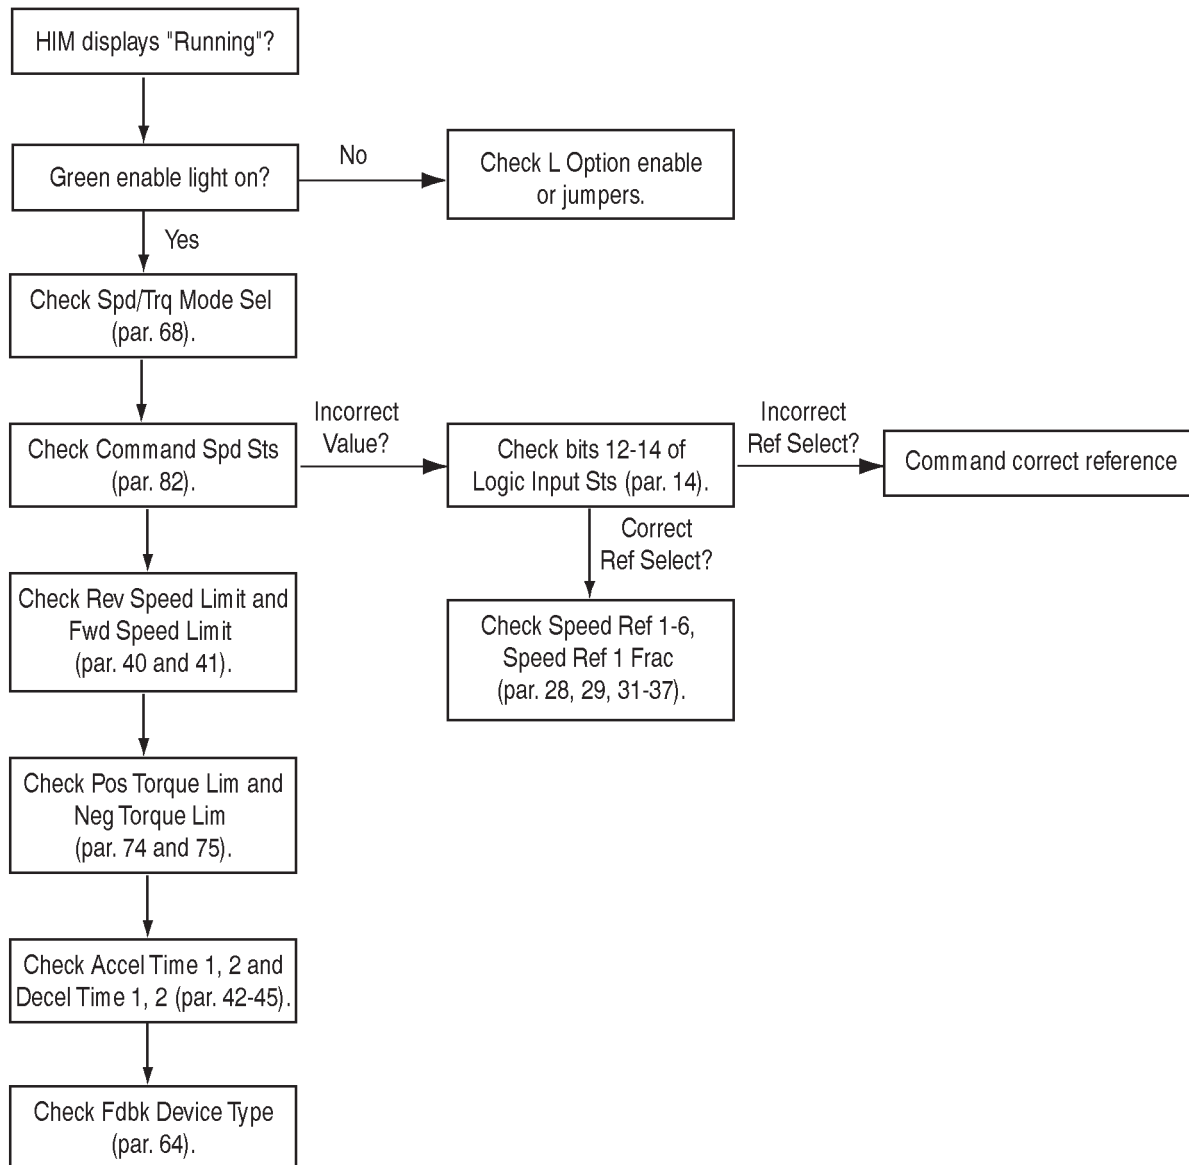 HIM displays "Running"?
Green enable light on?
No
Check L Option enable
or jumpers.
Yes
Check Spd/Trq Mode Sel
(par. 68).
Check Command Spd Sts
(par. 82).
Incorrect
Value?
Check bits 12-14 of
Logic Input Sts (par. 14).
Incorrect
Ref Select?
Command correct reference
Correct
Ref Select?
Check Speed Ref 1-6,
Speed Ref 1 Frac
(par. 28, 29, 31-37).
Check Rev Speed Limit and
Fwd Speed Limit
(par. 40 and 41).
Check Pos Torque Lim and
Neg Torque Lim
(par. 74 and 75).
Check Accel Time 1, 2 and
Decel Time 1, 2 (par. 42-45).
Check Fdbk Device Type
(par. 64).